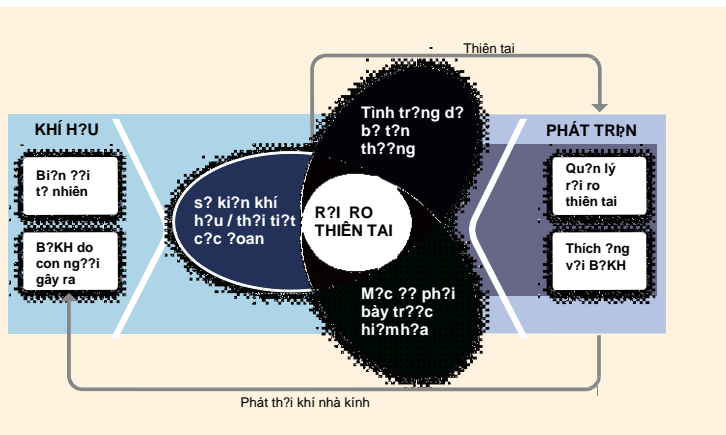 Thiên tai
KHÍ H?U
Bi?n ??i
t? nhiên
B?KH do
con ng??i
gây ra
s? ki?n khí
h?u / th?i ti?t
c?c ?oan
Tình tr?ng d?
b? t?n
th??ng
R?I RO
THIÊN TAI
M?c ?? ph?i
bày tr??c
hi?mh?a
PHÁT TRI?N
Qu?n lý
r?i ro
thiên tai
Thích ?ng
v?i B?KH
Phát th?i khí nhà kính